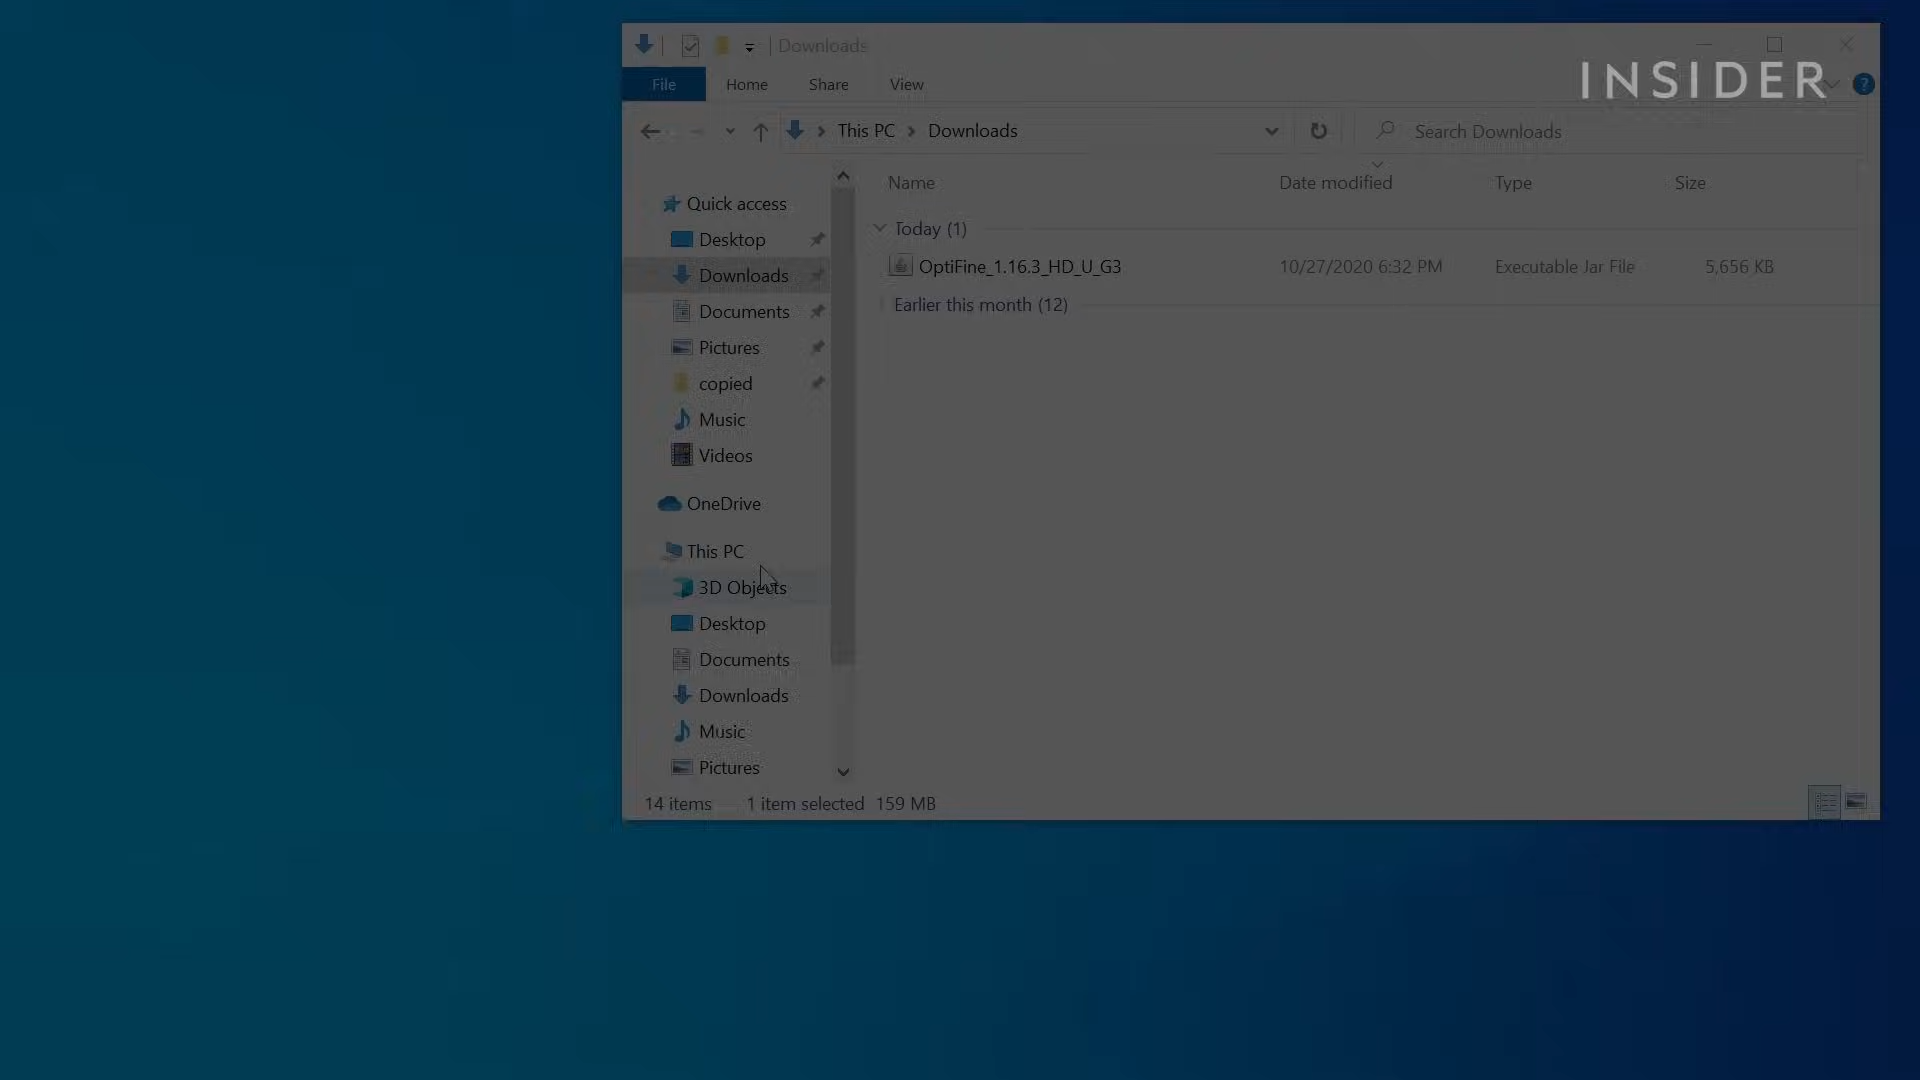 Downloads
INSIDER
File Home Share View
This PC Downloads
Search Downloads
Name Date modified Type Size
Quick access
Today (1)
Desktop
OptiFine_1.16.3_HD_U_G3 10/27/2020 6:32 PM Executable Jar File 5,656 KB
Downloads
Earlier this month (12)
Documents
Pictures
copied
Music
Videos
OneDrive
This PC
3D Objects
Desktop
Documents
Downloads
Music
Pictures
14 items 1 item selected 159 MB